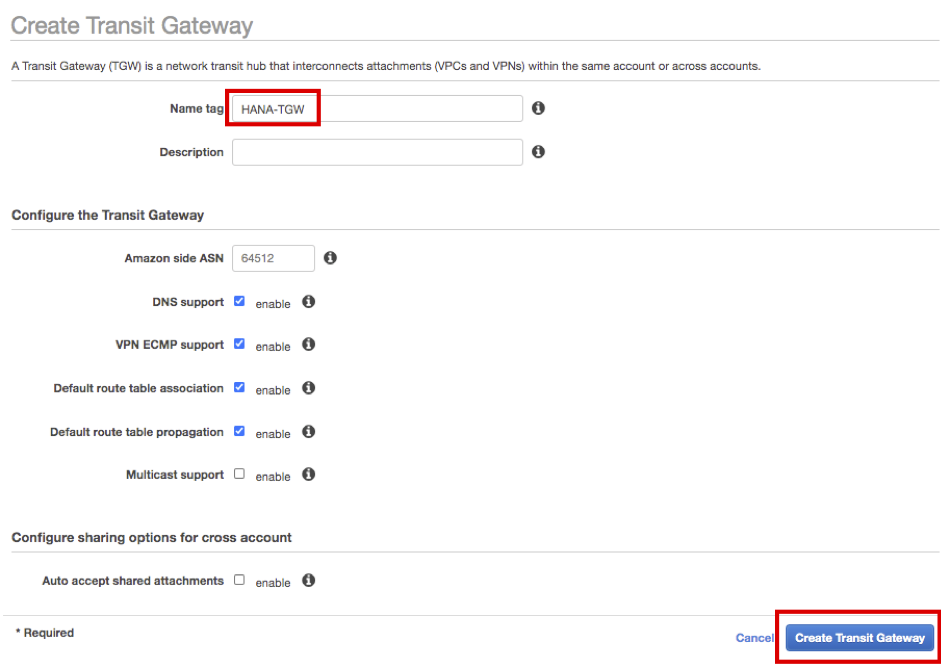 Create Transit Gateway
A Transit Gateway (TGW) is a network transit hub that interconnects attachments (VPCs and VPNs) within the same account or across accounts.
Name tag HANA-TGW
Description
Configure the Transit Gateway
Amazon side ASN 64512
DNS support enable
VPN ECMP support enable
Default route table association enable
Default route table propagation enable
Multicast support enable
Configure sharing options for cross account
Auto accept shared attachments enable
* Required Cancel Create Transit Gateway